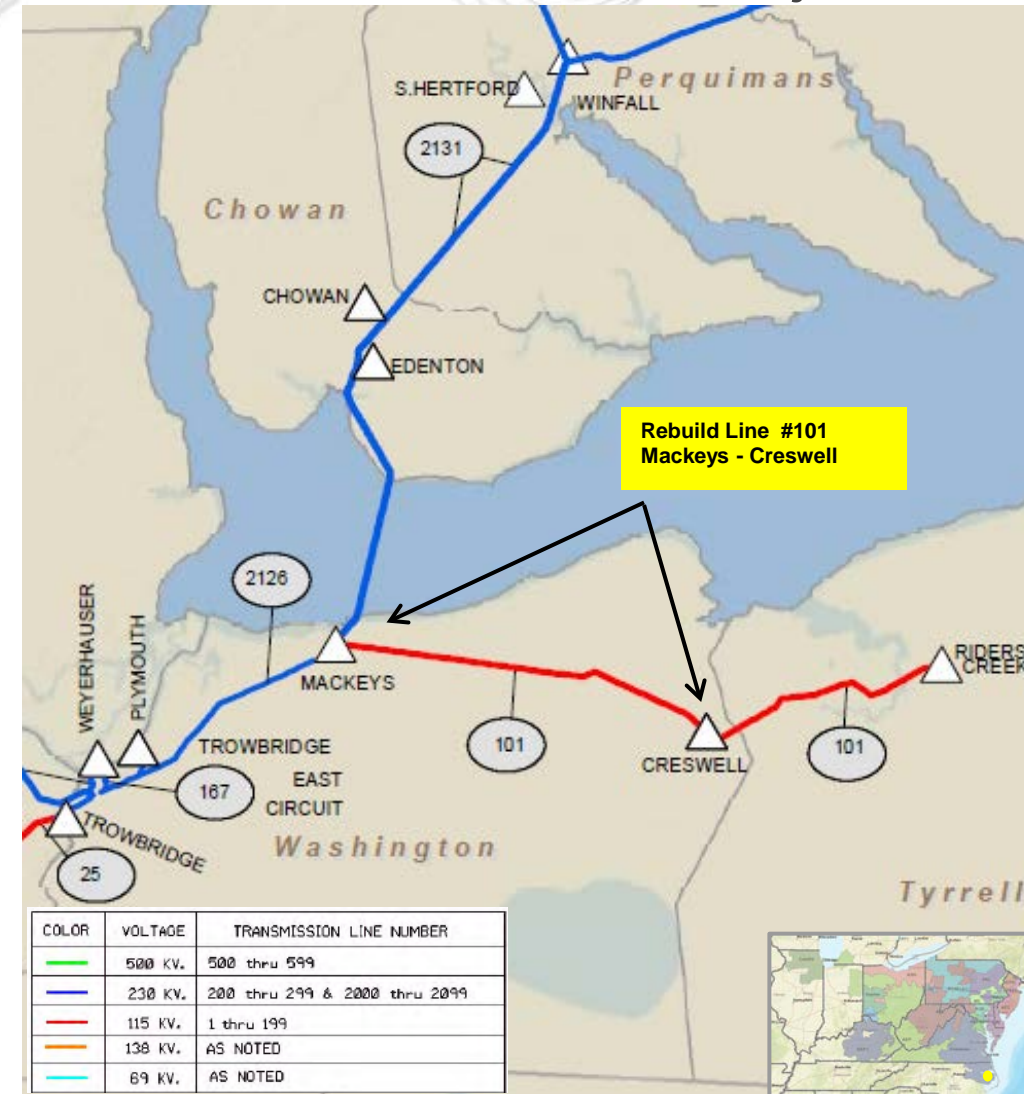 S.HERTFORD
Perquimans
WINFALL
2131
Chowan
CHOWAN
EDENTON
Rebuild Line #101
Mackeys - Creswell
2126
WEYERHAUSER
PLYMOUTH
MACKEYS
RIDERS
CREEK
TROWBRIDGE
EAST
CIRCUIT
101
CRESWELL
101
167
TROWBRIDGE
Washington
25
Tyrrell
COLOR VOLTAGE TRANSMISSION LINE NUMBER
500 KV. 500 thru 599
230 KV. 200 thru 299 & 2000 thru 2099
115 KV. 1 thru 199
138 KV. AS NOTED
69 KV. AS NOTED